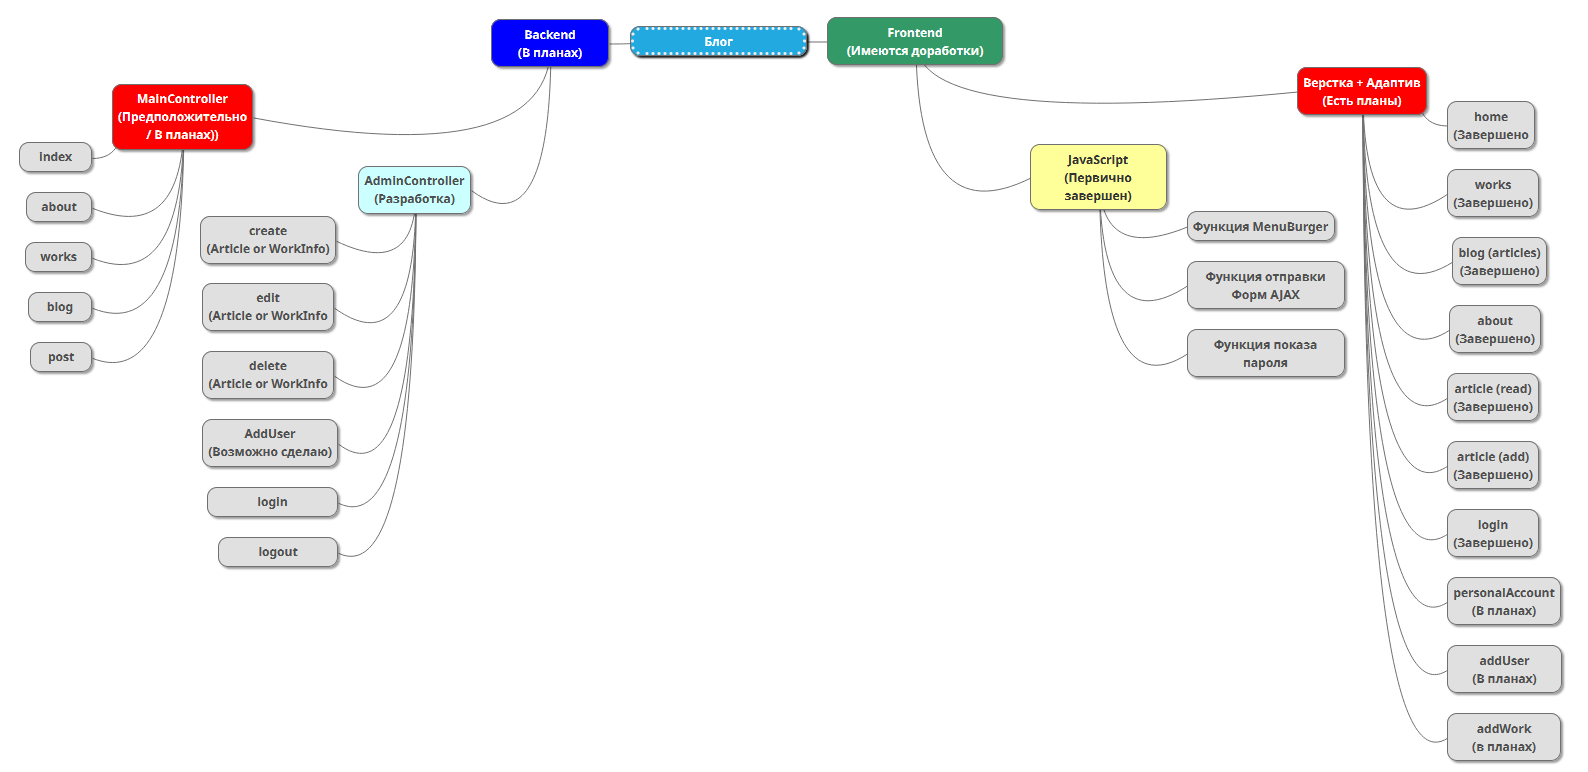 Блог
Backend
(В планах)
MainController
(Предположительно
/ В планах))
index
about
works
blog
post
AdminController
(Разработка)
create
(Article or WorkInfo)
edit
(Article or WorkInfo
delete
(Article or WorkInfo
AddUser
(Возможно сделаю)
login
logout
Frontend
(Имеются доработки)
JavaScript
(Первично
завершен)
Функция MenuBurger
Функция отправки
Форм AJAX
Функция показа
пароля
Верстка + Адаптив
(Есть планы)
home
(Завершено
works
(Завершено)
blog (articles)
(Завершено)
about
(Завершено)
article (read)
(Завершено)
article (add)
(Завершено)
login
(Завершено)
personalAccount
(В планах)
addUser
(В планах)
addWork
(в планах)